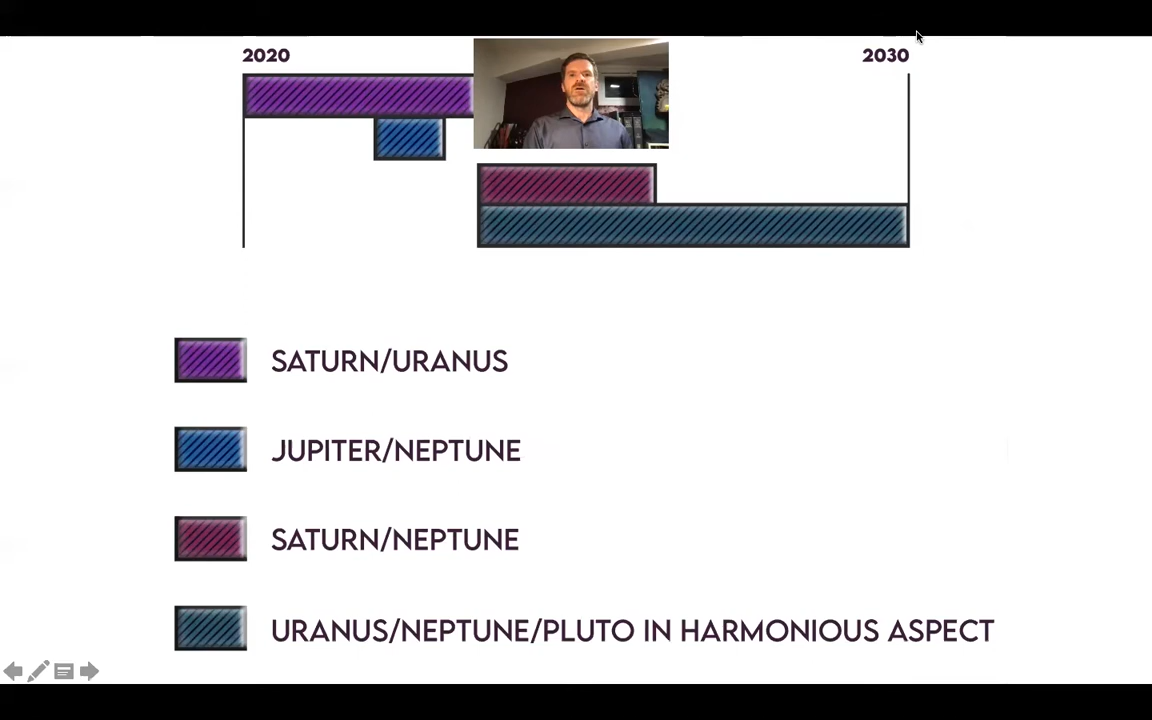 2020
2030
SATURN/URANUS
JUPITER/NEPTUNE
SATURN/NEPTUNE
URANUS/NEPTUNE/PLUTO IN HARMONIOUS ASPECT